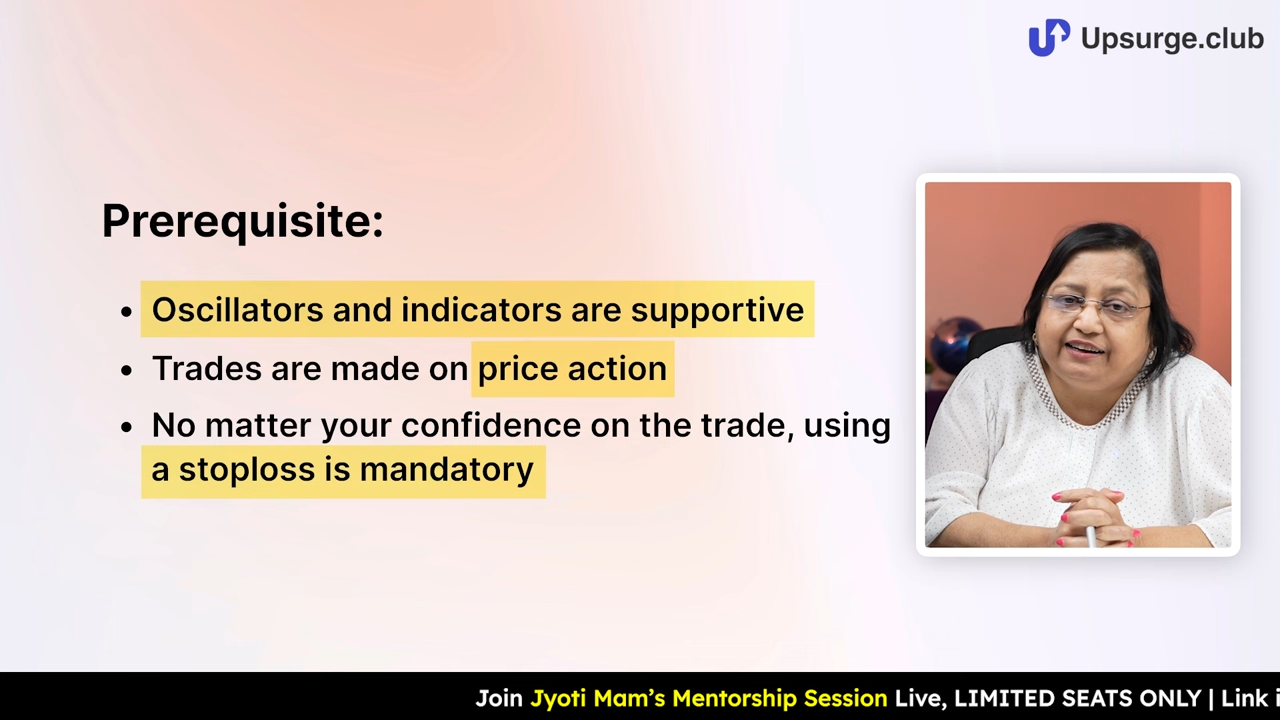 Upsurge.club
Prerequisite:
• Oscillators and indicators are supportive
• Trades are made on price action
• No matter your confidence on the trade, using
a stoploss is mandatory
Join Jyoti Mam’s Mentorship Session Live, LIMITED SEATS ONLY | Link i